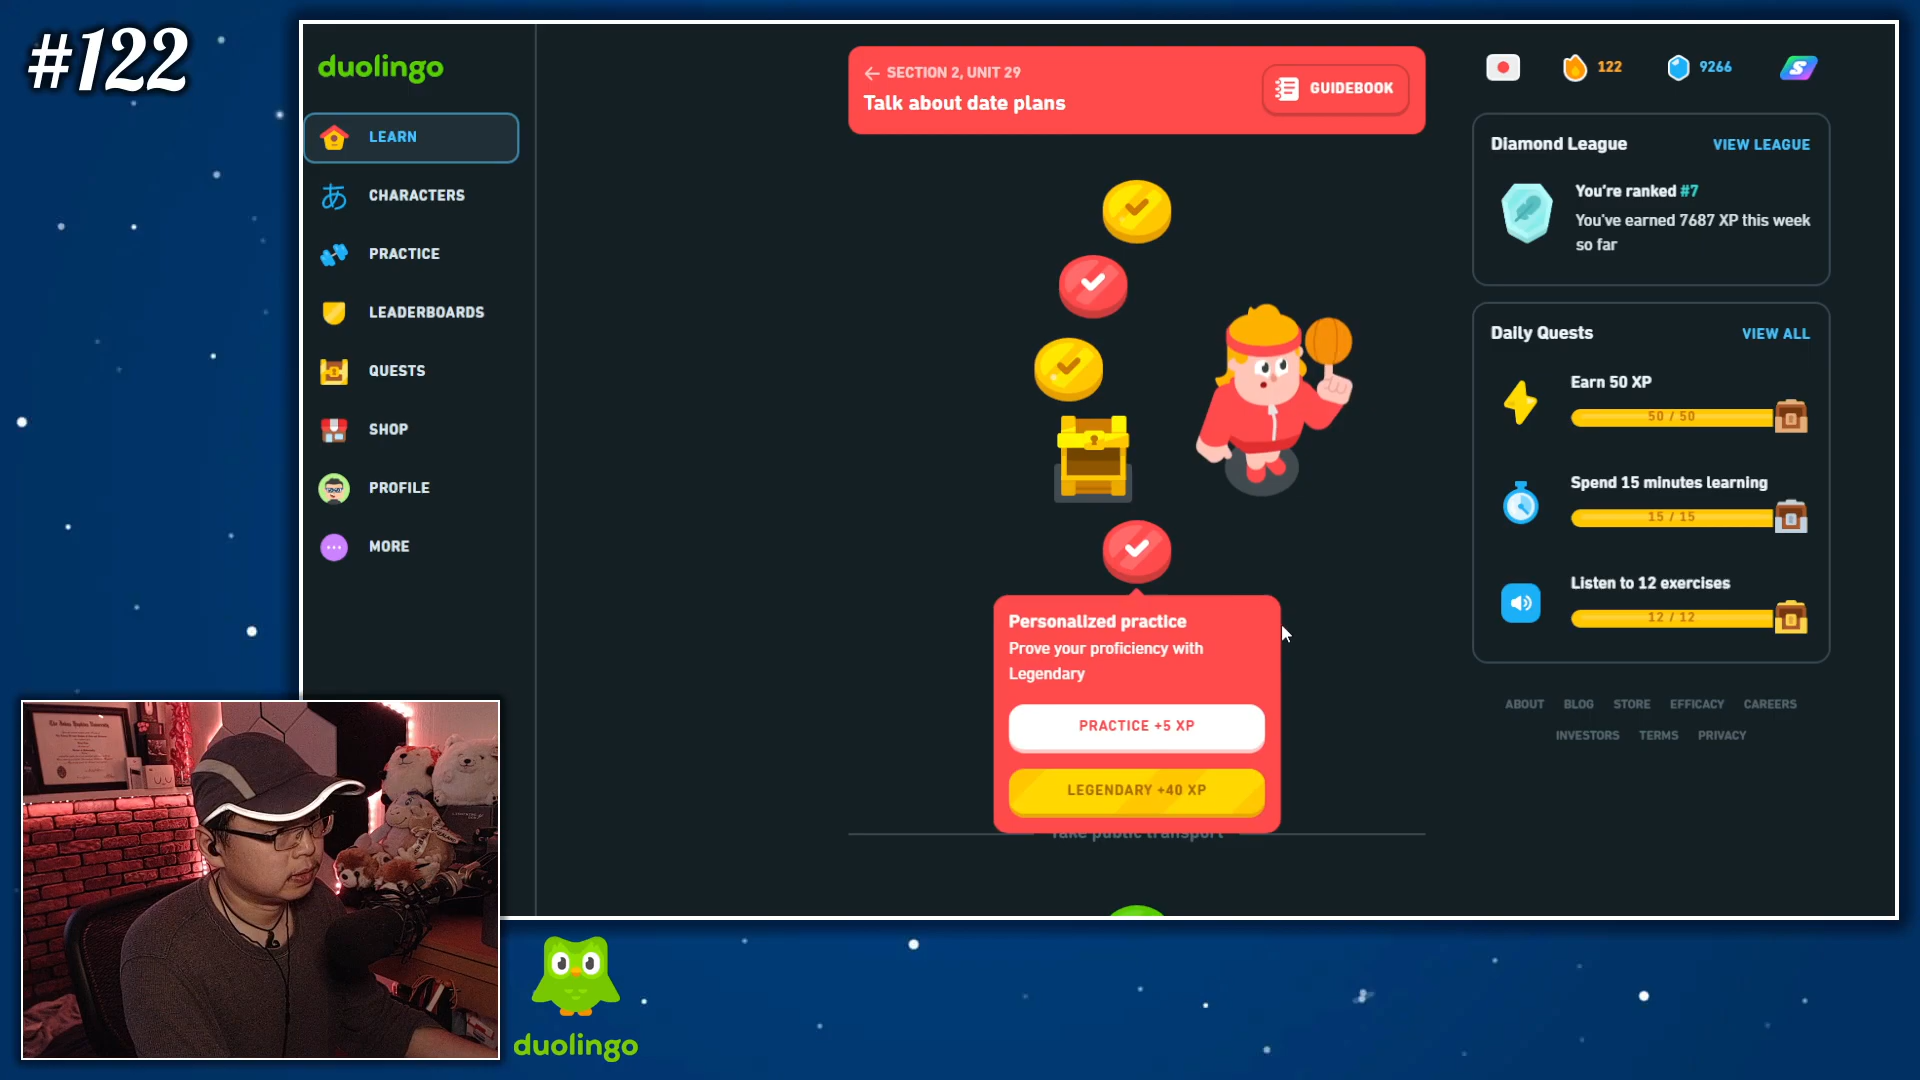 #122
duolingo
LEARN
あ CHARACTERS
PRACTICE
LEADERBOARDS
QUESTS
SHOP
PROFILE
MORE
SECTION 2, UNIT 29
Talk about date plans
GUIDEBOOK
Personalized practice
Prove your proficiency with
Legendary
PRACTICE +5 XP
LEGENDARY +40 XP
Take public transport
122
9266
S
Diamond League
VIEW LEAGUE
You're ranked #7
You've earned 7687 XP this week
so far
Daily Quests
VIEW ALL
Earn 50 XP
50 / 50
Spend 15 minutes learning
15 / 15
Listen to 12 exercises
12 / 12
ABOUT BLOG STORE EFFICACY CAREERS
INVESTORS TERMS PRIVACY
duolingo